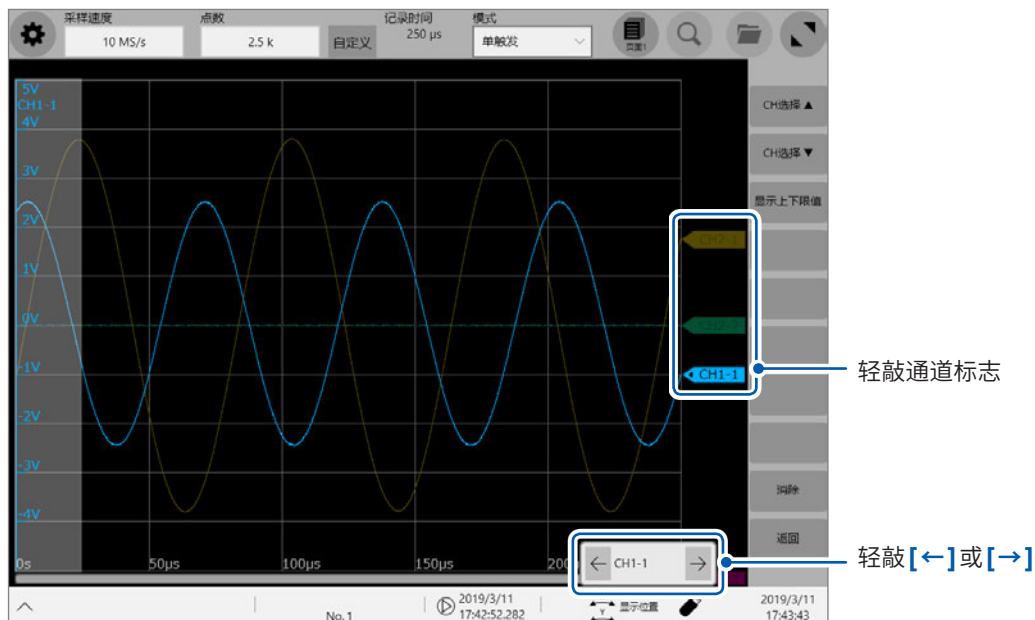 采样速度 点数 记录时间 模式
10 MS/s 2.5 k 自定义 250 μs 单触发 页面1
5V
CH1-1
4V
CH选择 ▲
3V
CH选择 ▼
2V
显示上下限值
1V
CH2-1
0V
CH2-2
-1V
CH1-1
轻敲通道标志
-2V
-3V
消除
-4V
返回
0s 50μs 100μs 150μs 200
← CH1-1 →
轻敲[←]或[→]
No.1
2019/3/11
17:42:52.282
显示位置
2019/3/11
17:43:43